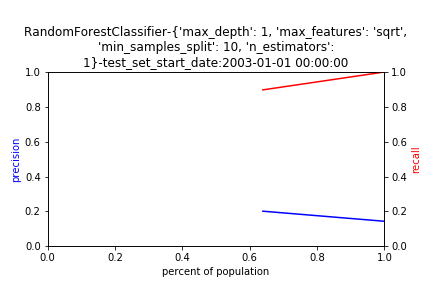 RandomForestClassifier-{'max_depth': 1, 'max_features': 'sqrt',
'min_samples_split': 10, 'n_estimators':
1}-test_set_start_date:2003-01-01 00:00:00
1.0
0.8
0.6
0.4
0.2
0.0
precision
1.0
0.8
0.6
0.4
0.2
0.0
recall
0.0 0.2 0.4 0.6 0.8 1.0
percent of population